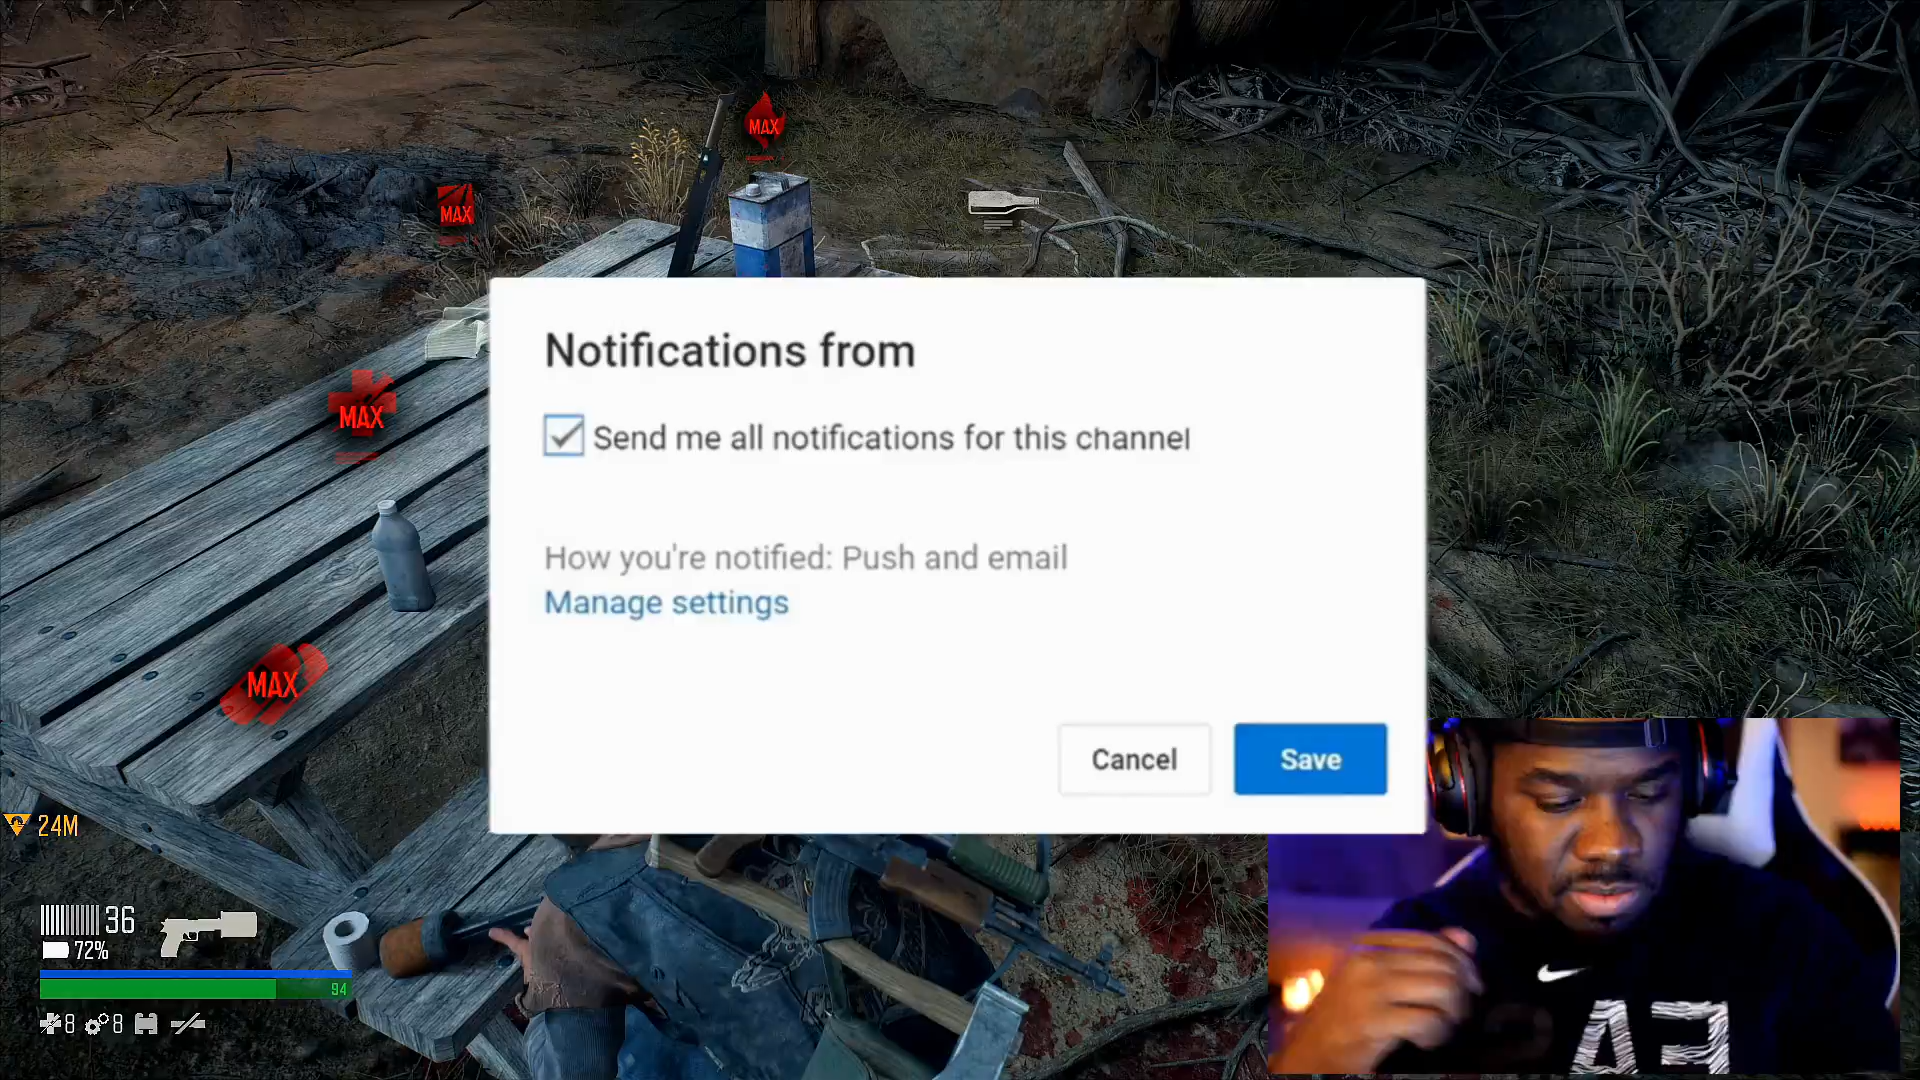 MAX
MAX
MAX
MAX
Notifications from
Send me all notifications for this channel
How you're notified: Push and email
Manage settings
Cancel
Save
24M
36
72%
94
8
8